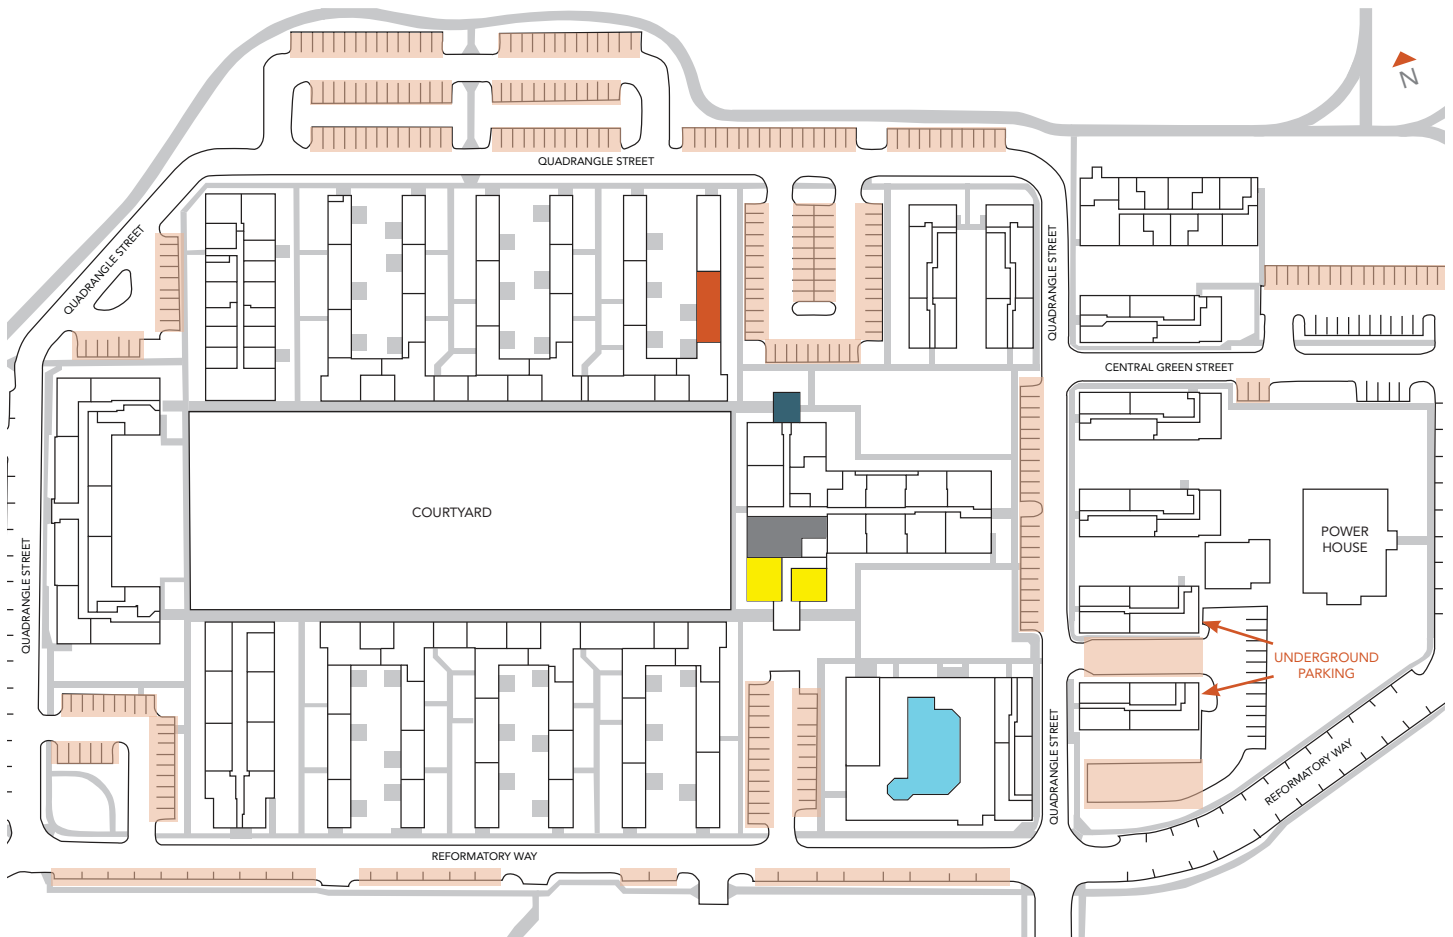 N
QUADRANGLE STREET
QUADRANGLE STREET
QUADRANGLE STREET
CENTRAL GREEN STREET
COURTYARD
POWER
HOUSE
QUADRANGLE STREET
UNDERGROUND
PARKING
QUADRANGLE STREET
REFORMATORY WAY
REFORMATORY WAY